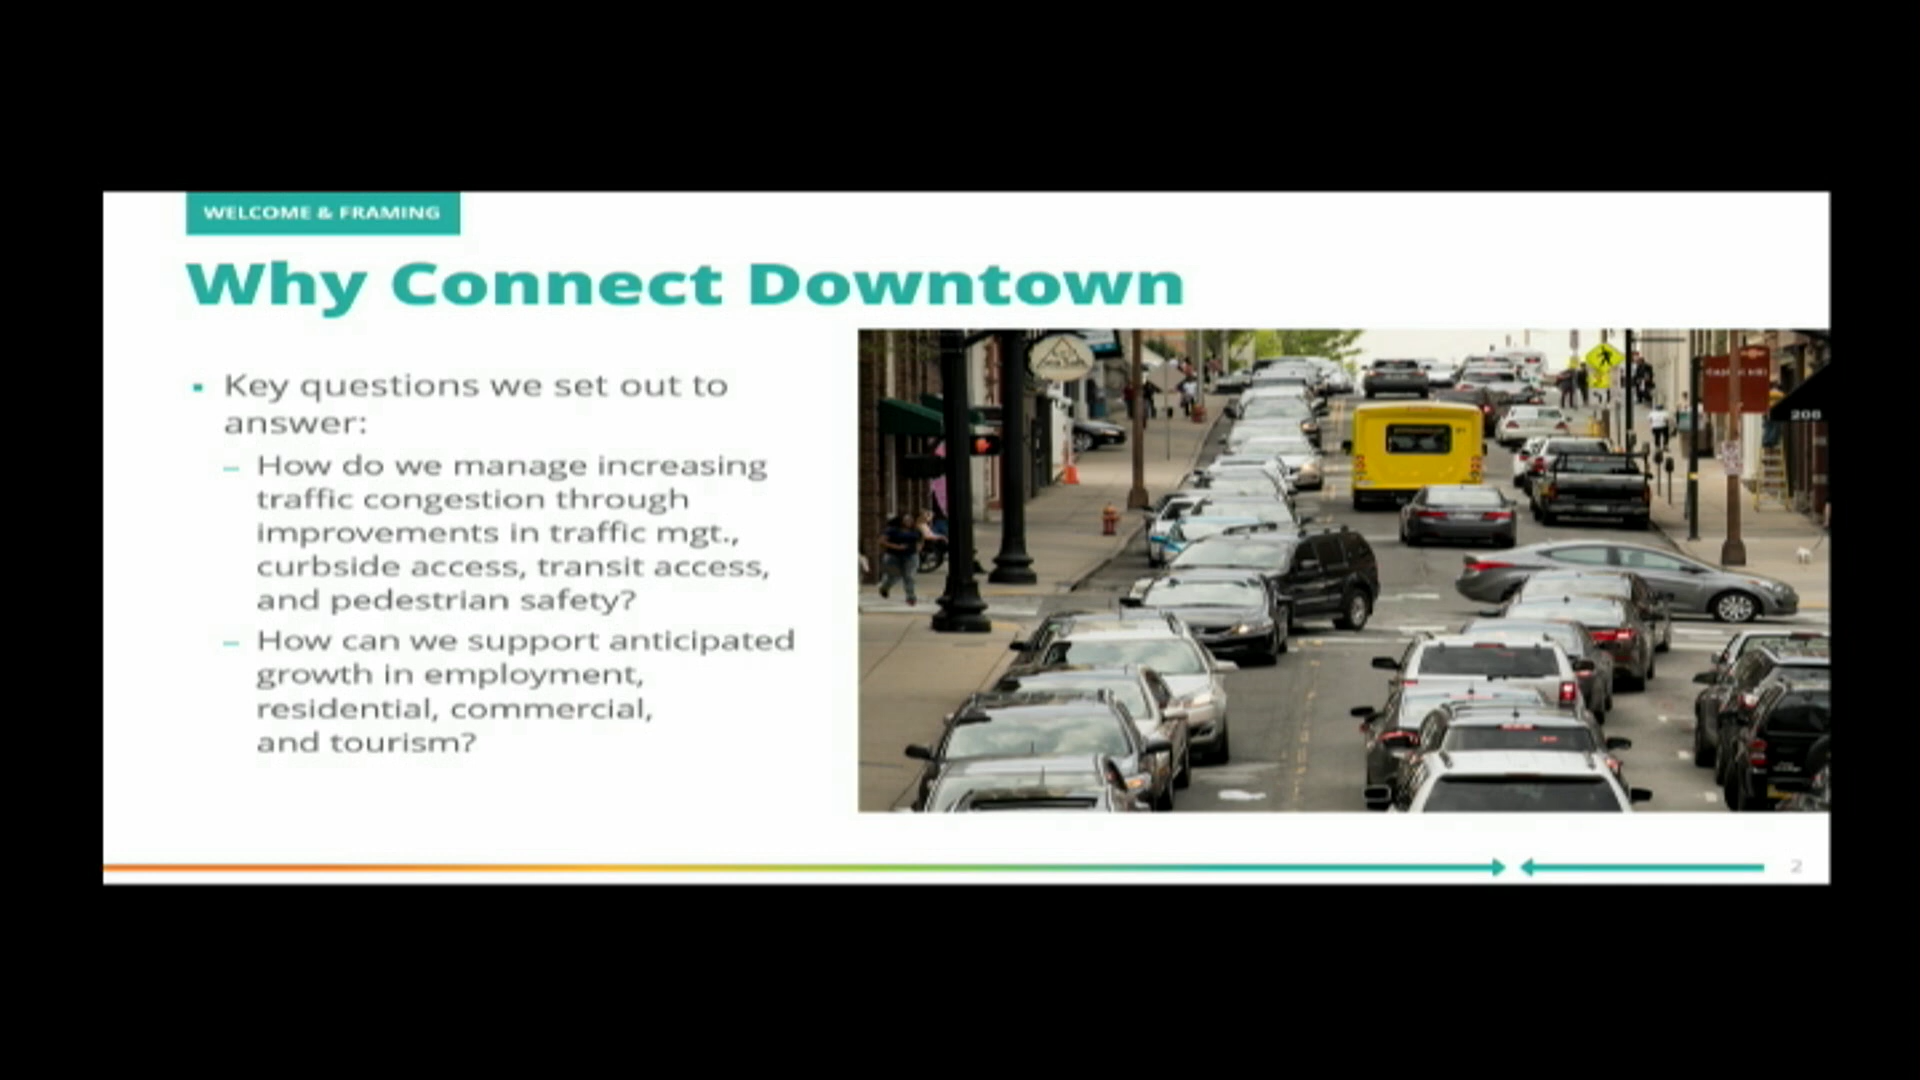 WELCOME & FRAMING
Why Connect Downtown
▪ Key questions we set out to
answer:
– How do we manage increasing
traffic congestion through
improvements in traffic mgt.,
curbside access, transit access,
and pedestrian safety?
– How can we support anticipated
growth in employment,
residential, commercial,
and tourism?
208
2